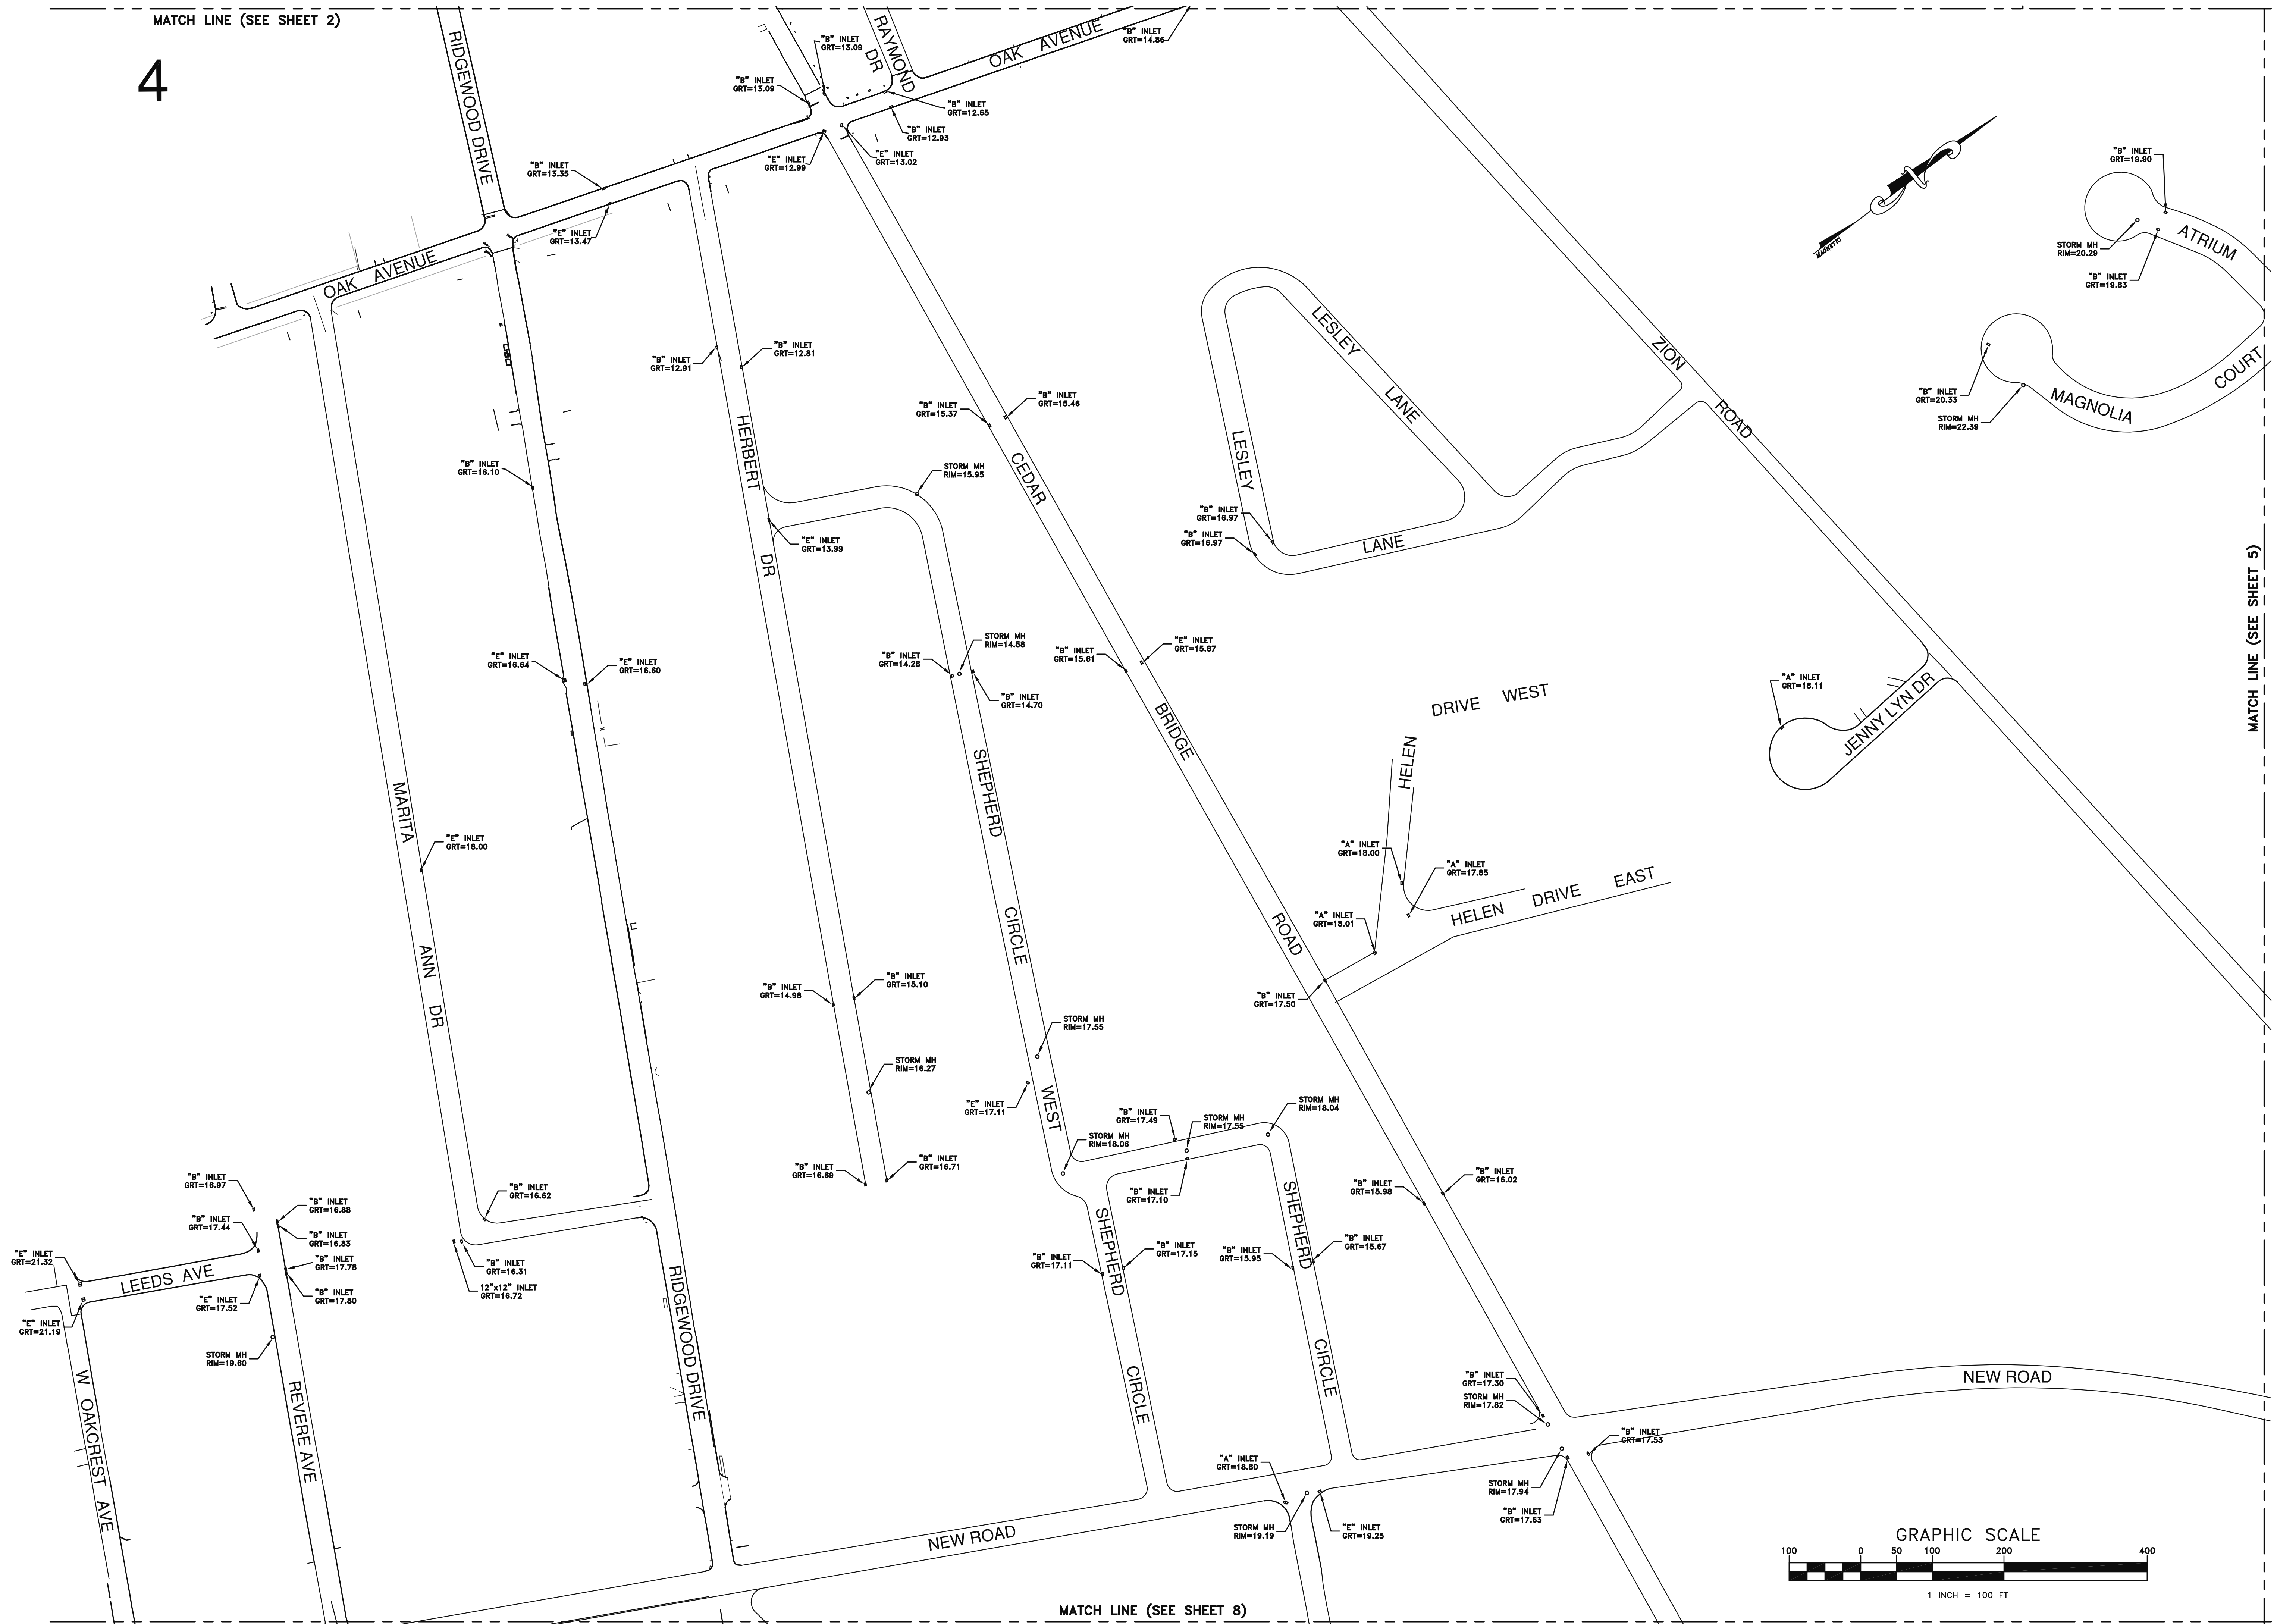 MATCH LINE (SEE SHEET 2)
4
RIDGEWOOD DRIVE
RAYMOND
DR
OAK AVENUE
"B" INLET
GRT=14.86
"B" INLET
GRT=13.09
"B" INLET
GRT=13.09
"B" INLET
GRT=12.65
"B" INLET
GRT=12.93
"E" INLET
GRT=13.02
"E" INLET
GRT=12.99
"B" INLET
GRT=13.35
"E" INLET
GRT=13.47
OAK AVENUE
MAGNETIC
"B" INLET
GRT=19.90
STORM MH
RIM=20.29
"B" INLET
GRT=19.83
ATRIUM
COURT
MAGNOLIA
"B" INLET
GRT=20.33
STORM MH
RIM=22.39
"B" INLET
GRT=12.91
"B" INLET
GRT=12.81
HERBERT
DR
"B" INLET
GRT=15.37
"B" INLET
GRT=15.46
CEDAR
BRIDGE
ROAD
LESLEY
LANE
LESLEY
LANE
ZION
ROAD
"B" INLET
GRT=16.10
STORM MH
RIM=15.95
"E" INLET
GRT=13.99
"B" INLET
GRT=16.97
"B" INLET
GRT=16.97
MATCH LINE (SEE SHEET 5)
"E" INLET
GRT=16.64
"E" INLET
GRT=16.60
"B" INLET
GRT=14.28
STORM MH
RIM=14.58
"B" INLET
GRT=14.70
"B" INLET
GRT=15.61
"E" INLET
GRT=15.87
DRIVE WEST
HELEN
"A" INLET
GRT=18.11
JENNY LYN DR
MARITA
ANN
DR
"E" INLET
GRT=18.00
SHEPHERD
CIRCLE
WEST
"A" INLET
GRT=18.00
"A" INLET
GRT=17.85
"A" INLET
GRT=18.01
HELEN DRIVE EAST
"B" INLET
GRT=17.50
"B" INLET
GRT=14.98
"B" INLET
GRT=15.10
STORM MH
RIM=17.55
STORM MH
RIM=16.27
"E" INLET
GRT=17.11
"B" INLET
GRT=17.49
STORM MH
RIM=17.55
STORM MH
RIM=18.04
STORM MH
RIM=18.06
"B" INLET
GRT=16.69
"B" INLET
GRT=16.71
"B" INLET
GRT=17.10
"B" INLET
GRT=15.98
"B" INLET
GRT=16.02
"B" INLET
GRT=16.97
"B" INLET
GRT=16.88
"B" INLET
GRT=17.44
"B" INLET
GRT=16.83
"B" INLET
GRT=17.78
"B" INLET
GRT=17.80
"E" INLET
GRT=21.32
LEEDS AVE
"E" INLET
GRT=17.52
"E" INLET
GRT=21.19
STORM MH
RIM=19.60
W OAKCREST AVE
REVERE AVE
"B" INLET
GRT=16.62
"B" INLET
GRT=16.31
12"x12" INLET
GRT=16.72
RIDGEWOOD DRIVE
SHEPHERD
CIRCLE
"B" INLET
GRT=17.11
"B" INLET
GRT=17.15
"B" INLET
GRT=15.95
"B" INLET
GRT=15.67
SHEPHERD
CIRCLE
"B" INLET
GRT=17.30
STORM MH
RIM=17.82
NEW ROAD
"B" INLET
GRT=17.53
"A" INLET
GRT=18.80
STORM MH
RIM=17.94
"B" INLET
GRT=17.63
STORM MH
RIM=19.19
"E" INLET
GRT=19.25
NEW ROAD
GRAPHIC SCALE
100 0 50 100 200 400
1 INCH = 100 FT
MATCH LINE (SEE SHEET 8)